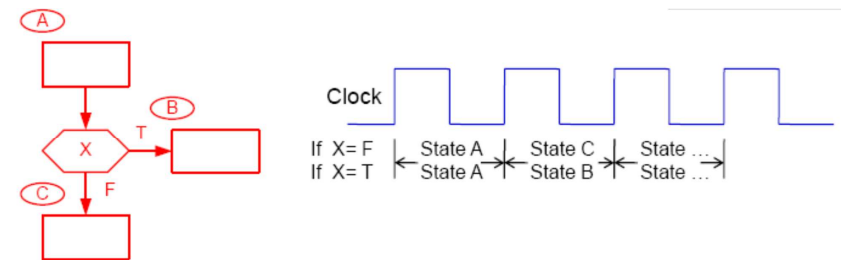 A
B
T
X
C
F
Clock
If X= F State A State C State ...
If X= T State A State B State ...